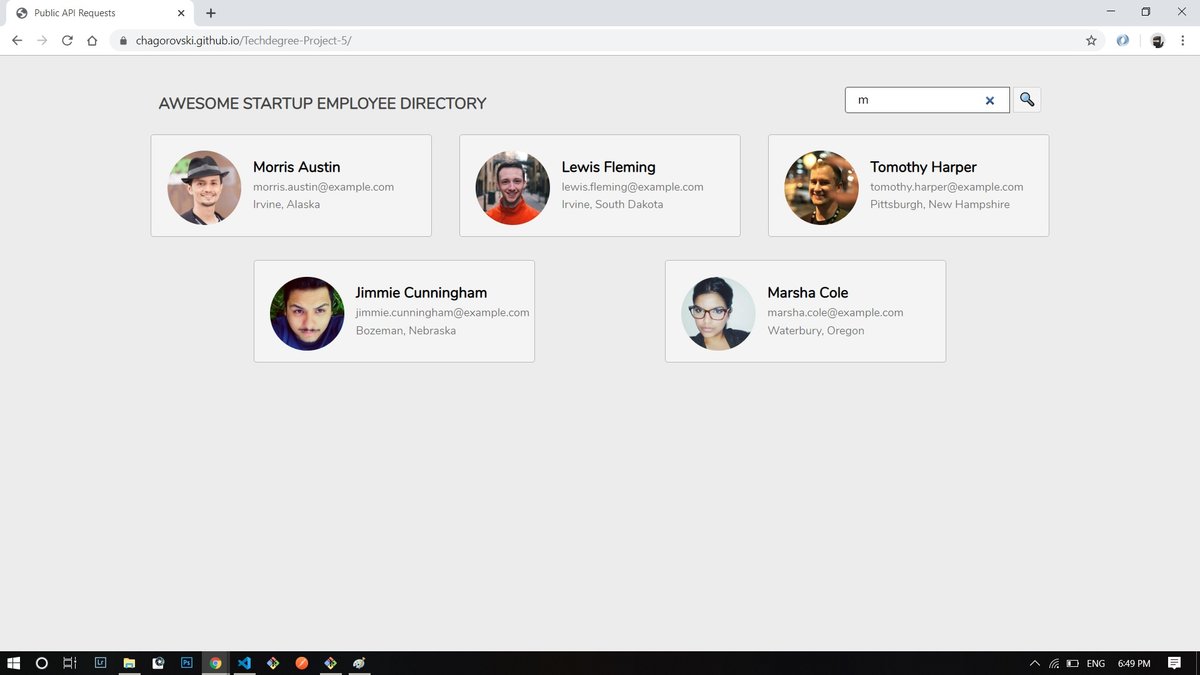 Public API Requests
chagorovski.github.io/Techdegree-Project-5/
AWESOME STARTUP EMPLOYEE DIRECTORY
m
Morris Austin
morris.austin@example.com
Irvine, Alaska
Lewis Fleming
lewis.fleming@example.com
Irvine, South Dakota
Tomothy Harper
tomothy.harper@example.com
Pittsburgh, New Hampshire
Jimmie Cunningham
jimmie.cunningham@example.com
Bozeman, Nebraska
Marsha Cole
marsha.cole@example.com
Waterbury, Oregon
Lr
Ps
ENG
6:49 PM